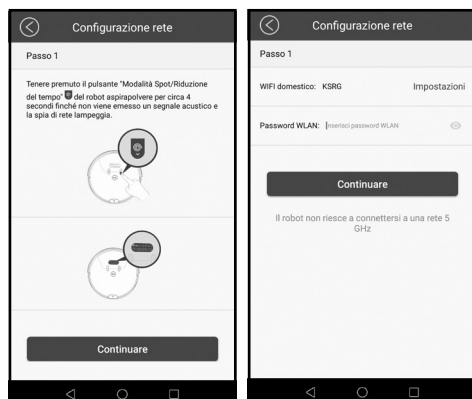 Configurazione rete
Passo 1
Tenere premuto il pulsante "Modalità Spot/Riduzione
del tempo" del robot aspirapolvere per circa 4
secondi finché non viene emesso un segnale acustico e
la spia di rete lampeggia.
Continuare
Configurazione rete
Passo 1
WIFI domestico: KSRG Impostazioni
Password WLAN: Inserisci password WLAN
Continuare
Il robot non riesce a connettersi a una rete 5
GHz